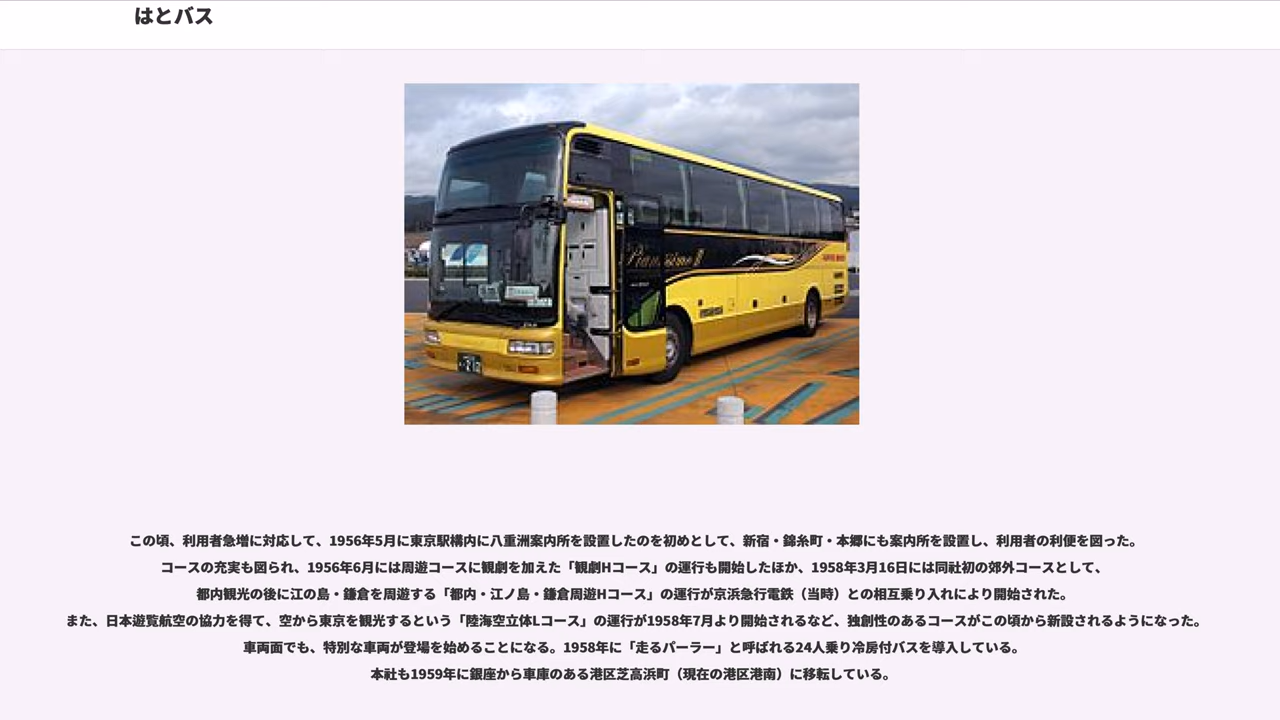 はとバス
この頃、利用者急増に対応して、1956年5月に東京駅構内に八重洲案内所を設置したのを初めとして、新宿・錦糸町・本郷にも案内所を設置し、利用者の利便を図った。
コースの充実も図られ、1956年6月には周遊コースに観劇を加えた「観劇Hコース」の運行も開始したほか、1958年3月16日には同社初の郊外コースとして、
都内観光の後に江の島・鎌倉を周遊する「都内・江ノ島・鎌倉周遊Hコース」の運行が京浜急行電鉄（当時）との相互乗り入れにより開始された。
また、日本遊覧航空の協力を得て、空から東京を観光するという「陸海空立体Lコース」の運行が1958年7月より開始されるなど、独創性のあるコースがこの頃から新設されるようになった。
車両面でも、特別な車両が登場を始めることになる。1958年に「走るパーラー」と呼ばれる24人乗り冷房付バスを導入している。
本社も1959年に銀座から車庫のある港区芝高浜町（現在の港区港南）に移転している。